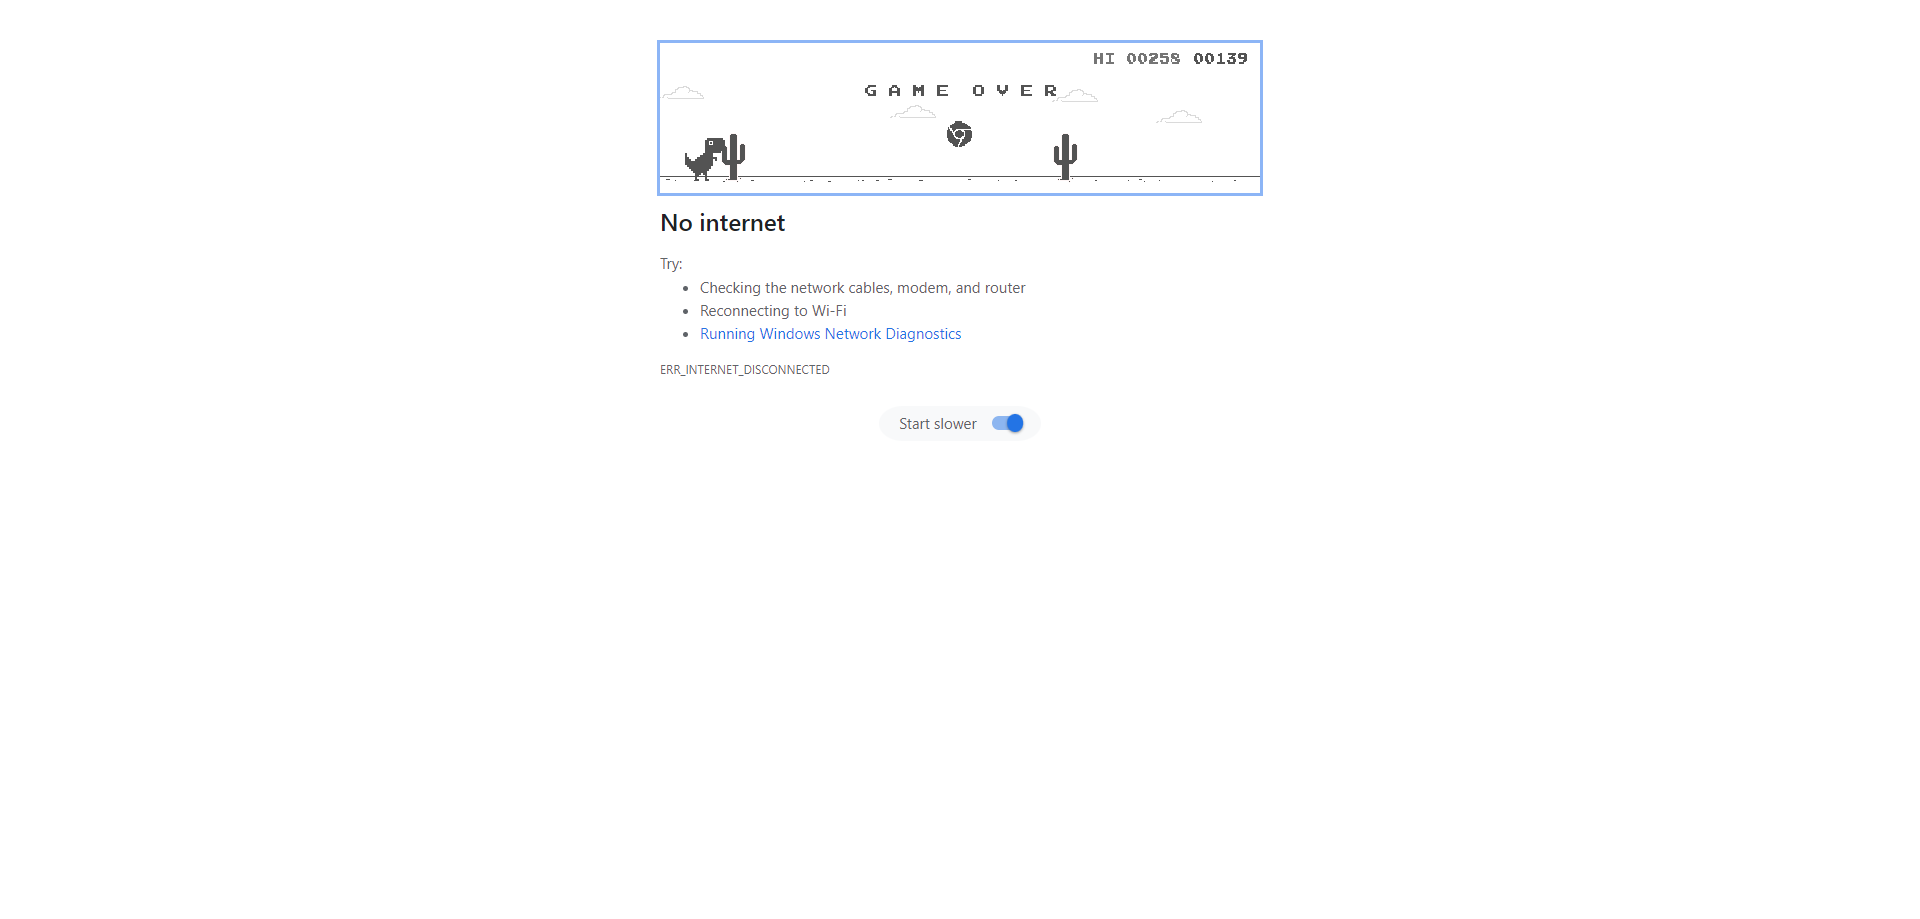 HI 00258 00139
GAME OVER
No internet
Try:
Checking the network cables, modem, and router
Reconnecting to Wi-Fi
Running Windows Network Diagnostics
ERR_INTERNET_DISCONNECTED
Start slower